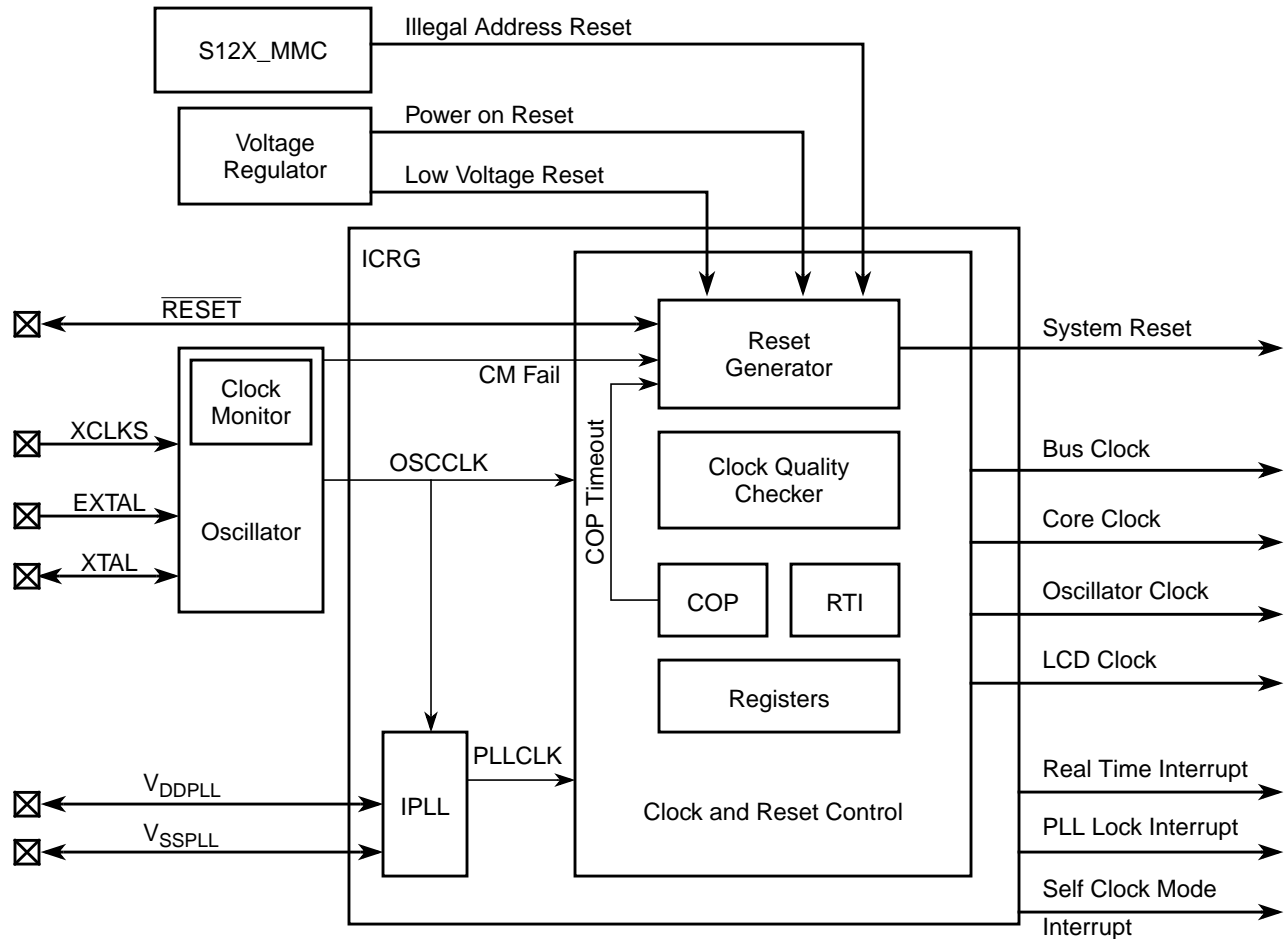 Illegal Address Reset
S12X_MMC
Power on Reset
Voltage
Regulator
Low Voltage Reset
ICRG
RESET
Reset
Generator
System Reset
CM Fail
Clock
Monitor
XCLKS
OSCCLK
COP Timeout
Clock Quality
Checker
Bus Clock
EXTAL
Oscillator
Core Clock
XTAL
COP
RTI
Oscillator Clock
LCD Clock
Registers
PLLCLK
Real Time Interrupt
VDDPLL
IPLL
Clock and Reset Control
PLL Lock Interrupt
VSSPLL
Self Clock Mode
Interrupt